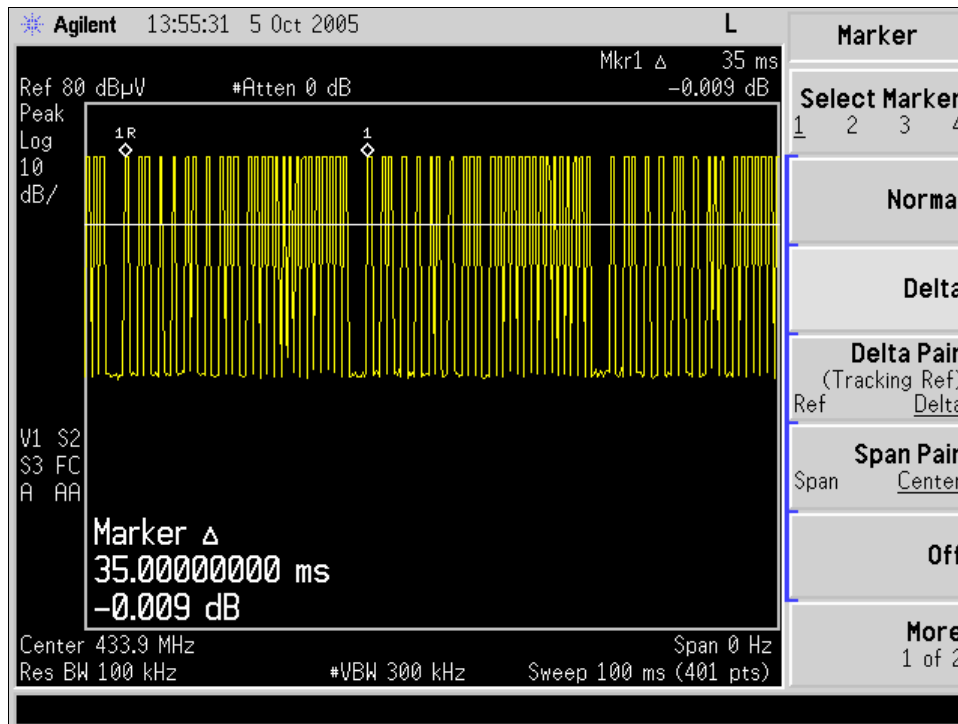 Agilent 13:55:31 5 Oct 2005 L
Mkr1 Δ 35 ms
Ref 80 dBµV #Atten 0 dB -0.009 dB
Peak
Log
10
dB/
1R 1
V1 S2
S3 FC
A AA
Marker Δ
35.00000000 ms
-0.009 dB
Center 433.9 MHz Span 0 Hz
Res BW 100 kHz #VBW 300 kHz Sweep 100 ms (401 pts)
Marker
Select Marker
1 2 3 4
Norma
Delta
Delta Pair
(Tracking Ref)
Ref Delta
Span Pair
Span Center
Off
More
1 of 2